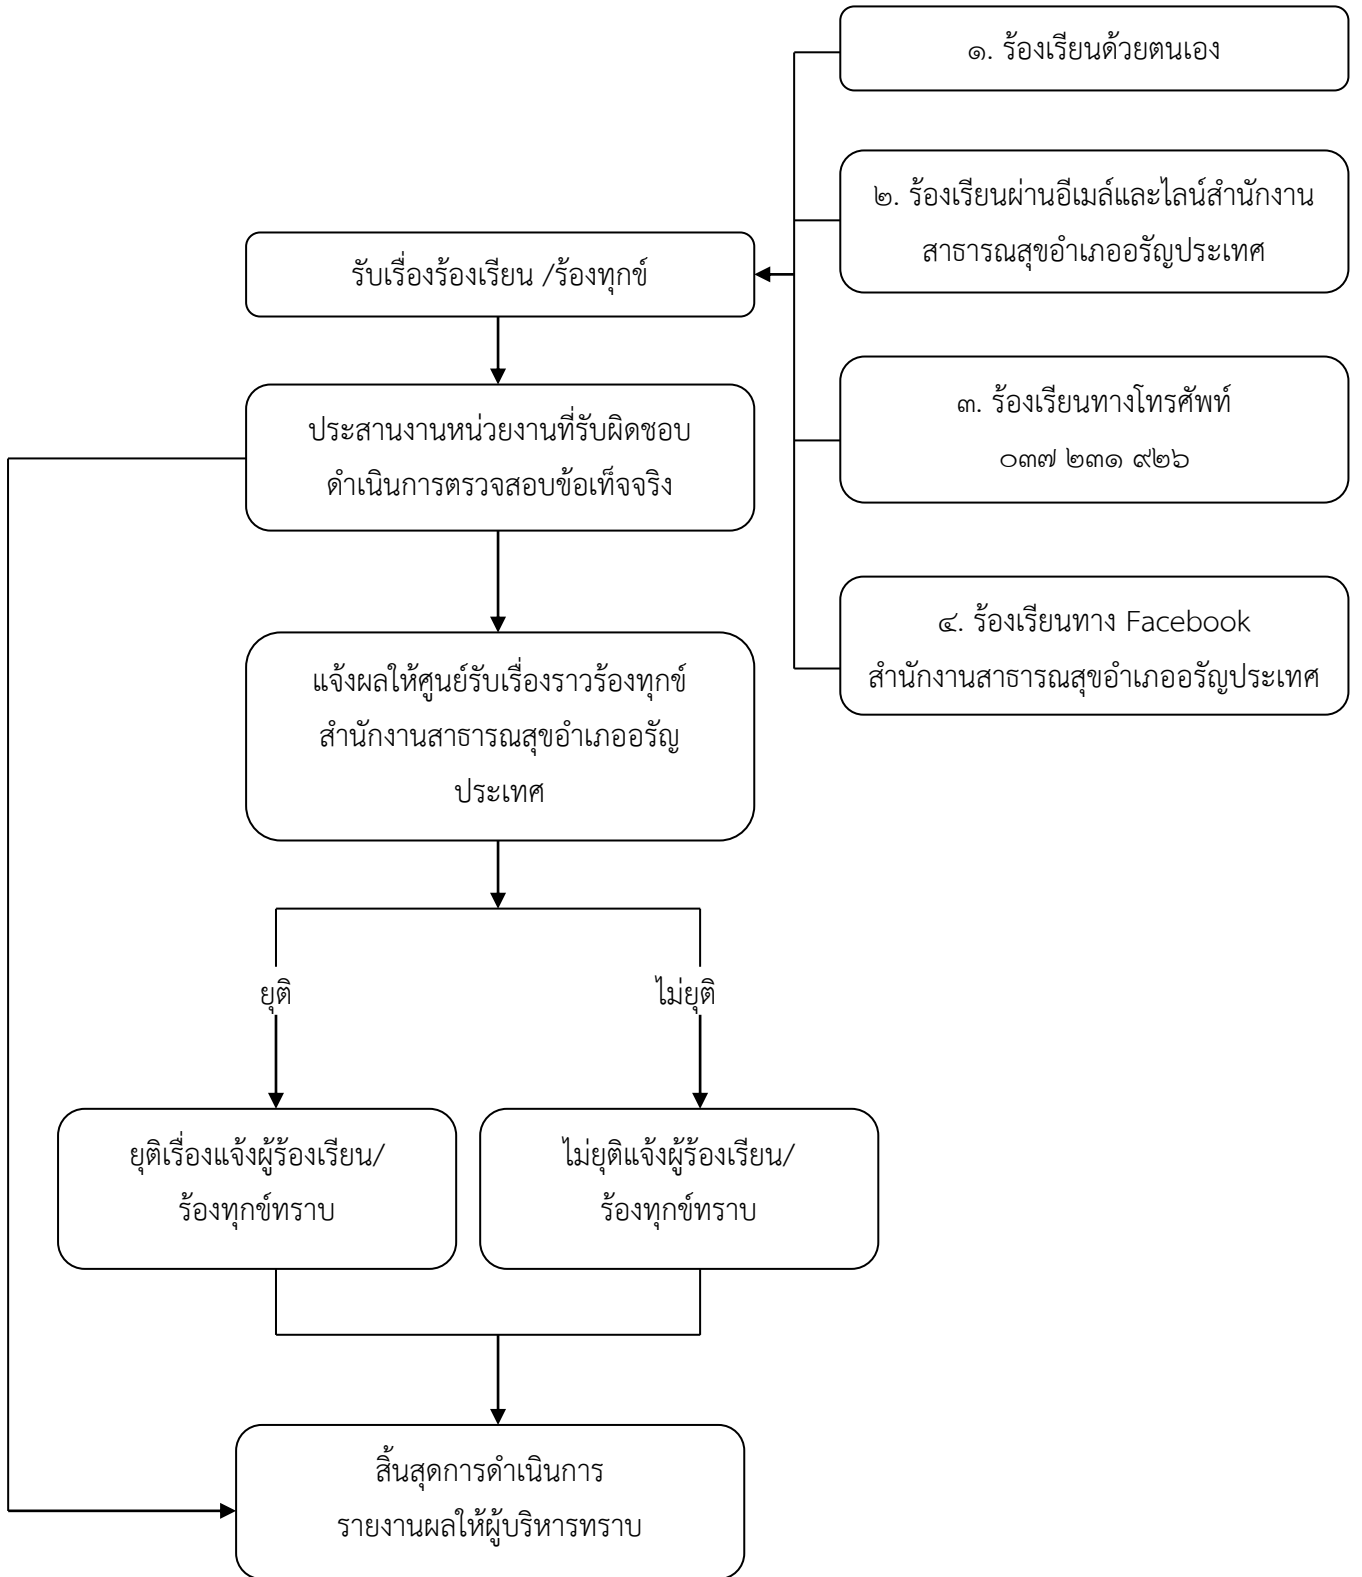 ๑. ร้องเรียนด้วยตนเอง
๒. ร้องเรียนผ่านอีเมล์และไลน์สำนักงาน
สาธารณสุขอำเภออรัญประเทศ
รับเรื่องร้องเรียน /ร้องทุกข์
๓. ร้องเรียนทางโทรศัพท์
๐๓๗ ๒๓๑ ๙๒๖
ประสานงานหน่วยงานที่รับผิดชอบ
ดำเนินการตรวจสอบข้อเท็จจริง
๔. ร้องเรียนทาง Facebook
สำนักงานสาธารณสุขอำเภออรัญประเทศ
แจ้งผลให้ศูนย์รับเรื่องราวร้องทุกข์
สำนักงานสาธารณสุขอำเภออรัญ
ประเทศ
ยุติ
ไม่ยุติ
ยุติเรื่องแจ้งผู้ร้องเรียน/
ร้องทุกข์ทราบ
ไม่ยุติแจ้งผู้ร้องเรียน/
ร้องทุกข์ทราบ
สิ้นสุดการดำเนินการ
รายงานผลให้ผู้บริหารทราบ